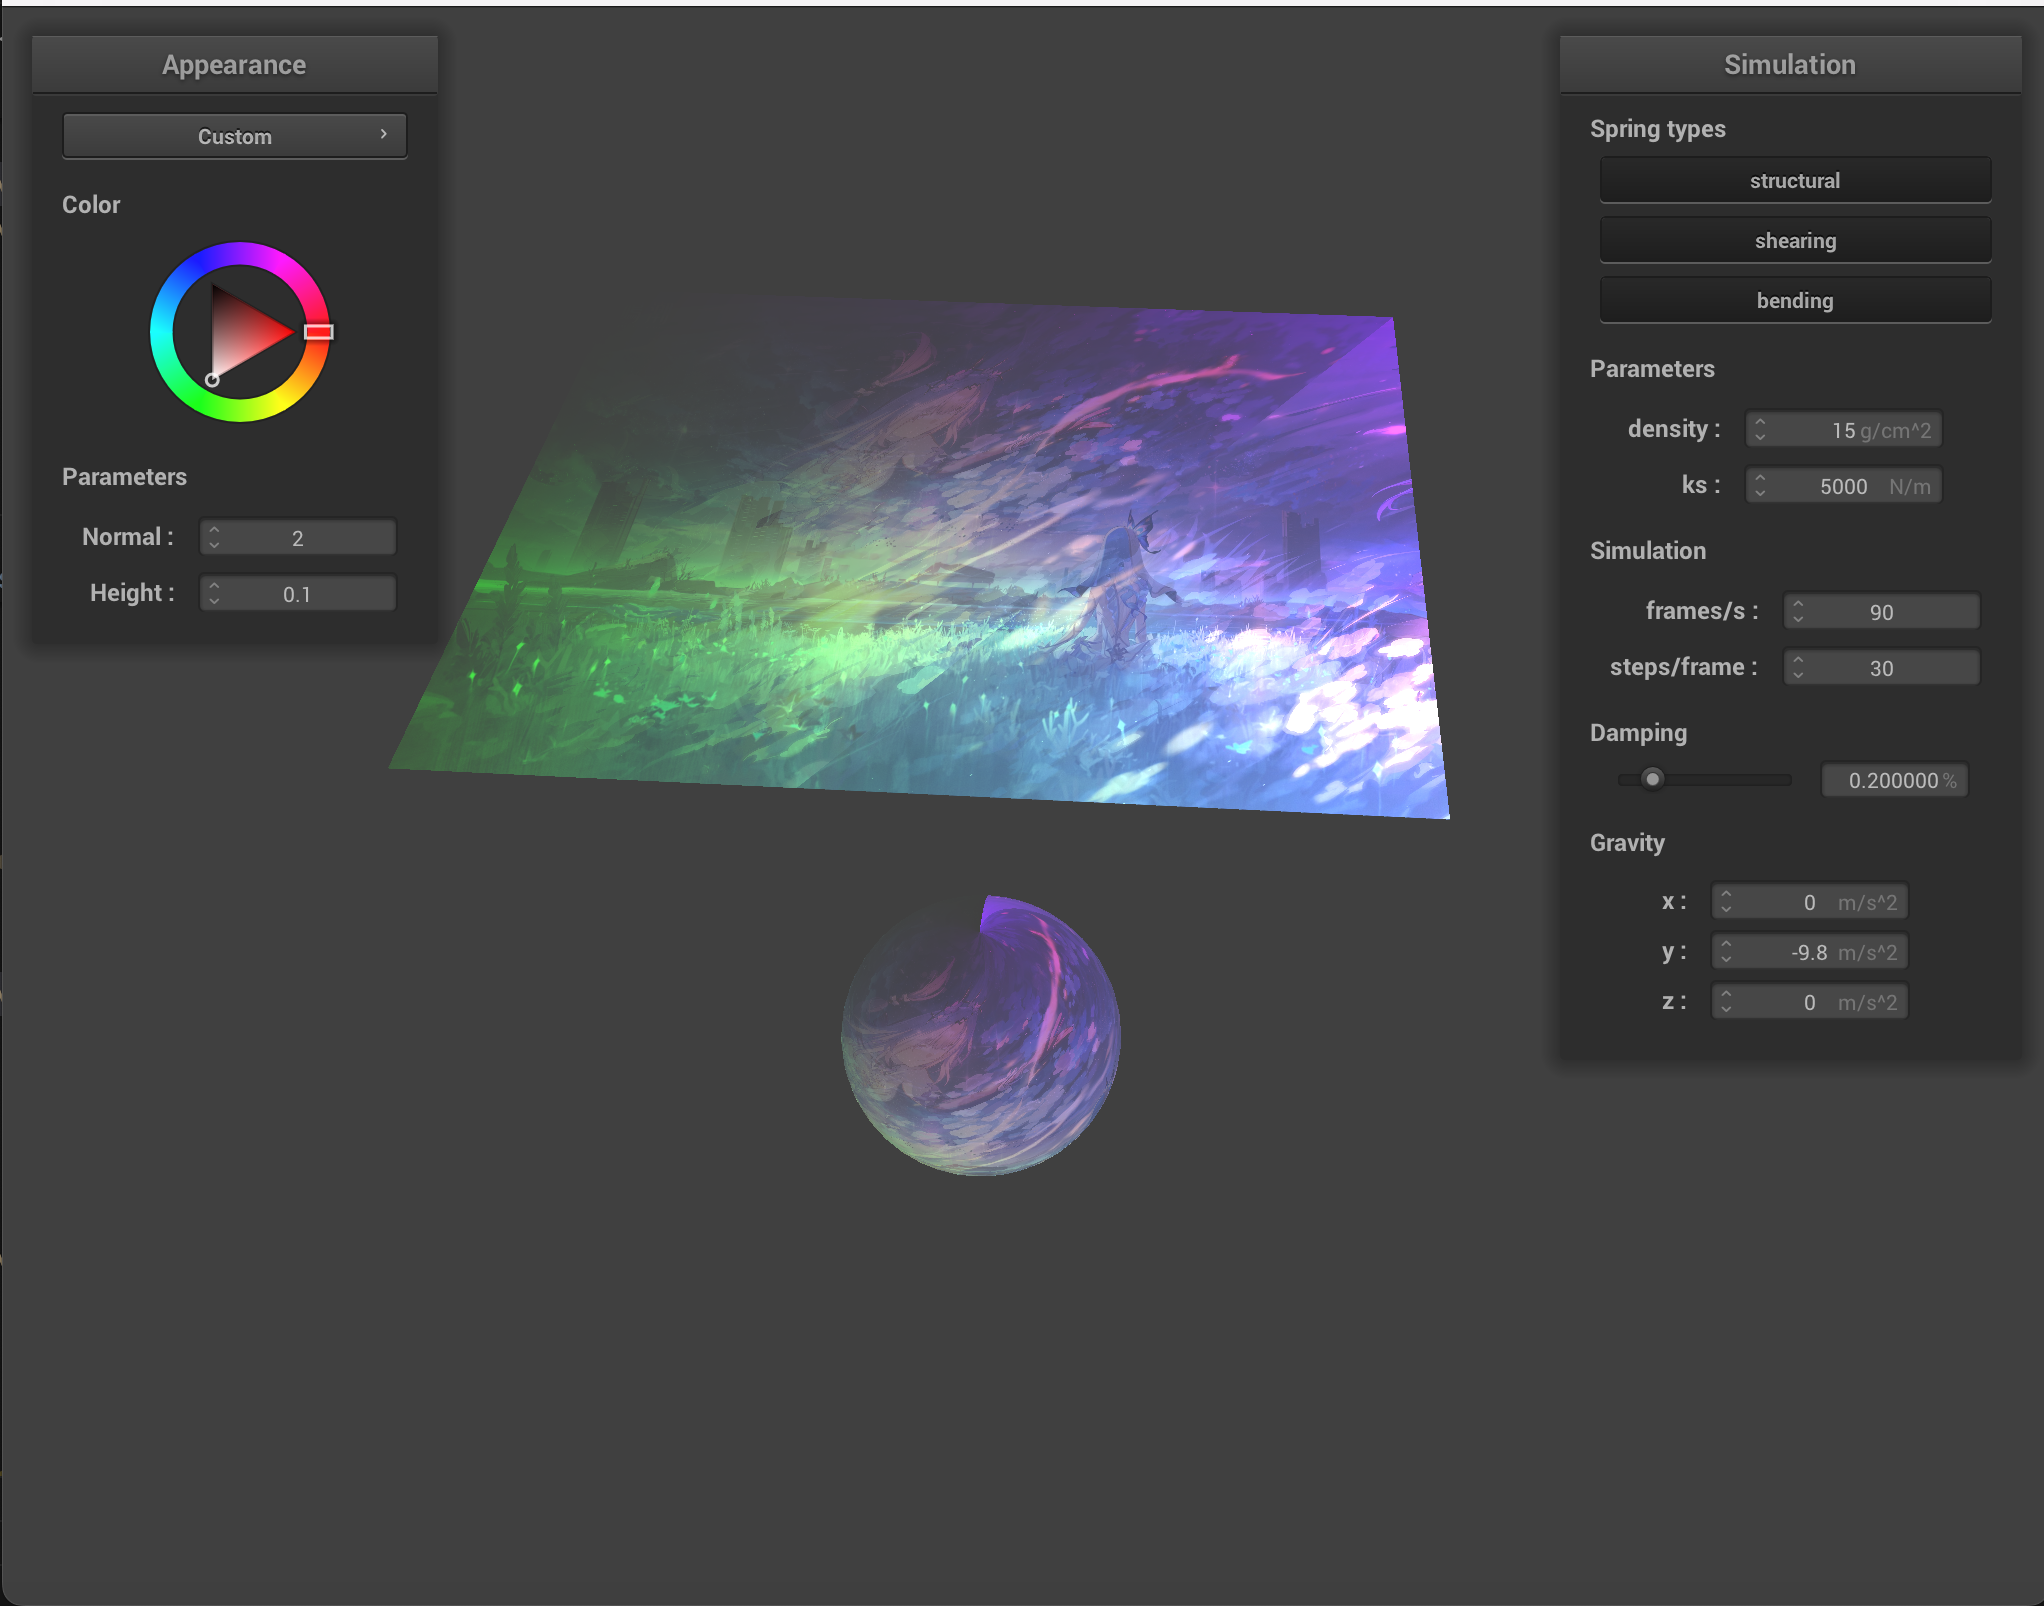 Appearance
Custom
Color
Parameters
Normal : 2
Height : 0.1
Simulation
Spring types
structural
shearing
bending
Parameters
density : 15 g/cm^2
ks : 5000 N/m
Simulation
frames/s : 90
steps/frame : 30
Damping
0.200000 %
Gravity
x : 0 m/s^2
y : -9.8 m/s^2
z : 0 m/s^2